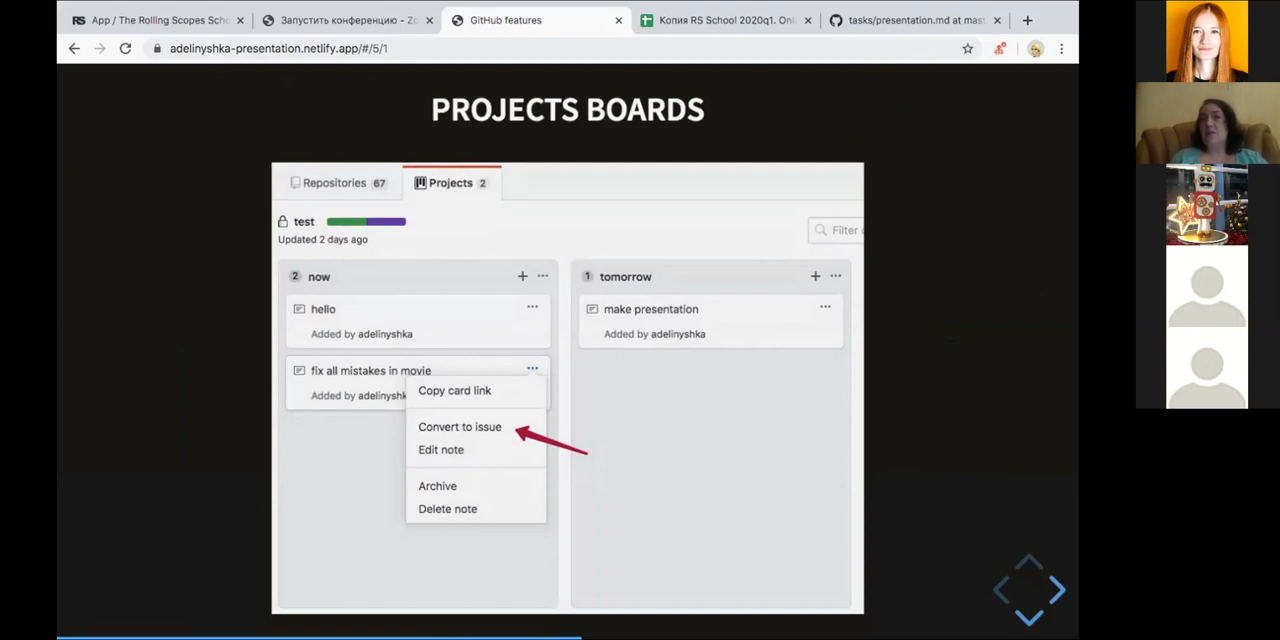 App / The Rolling Scopes Scho
Запустить конференцию - Zo
GitHub features
Копия RS School 2020q1. Onli
tasks/presentation.md at mast
adelinyshka-presentation.netlify.app/#/5/1
PROJECTS BOARDS
Repositories 67
Projects 2
test
Updated 2 days ago
Filter
2 now
1 tomorrow
hello
Added by adelinyshka
make presentation
Added by adelinyshka
fix all mistakes in movie
Added by adelinyshk
Copy card link
Convert to issue
Edit note
Archive
Delete note